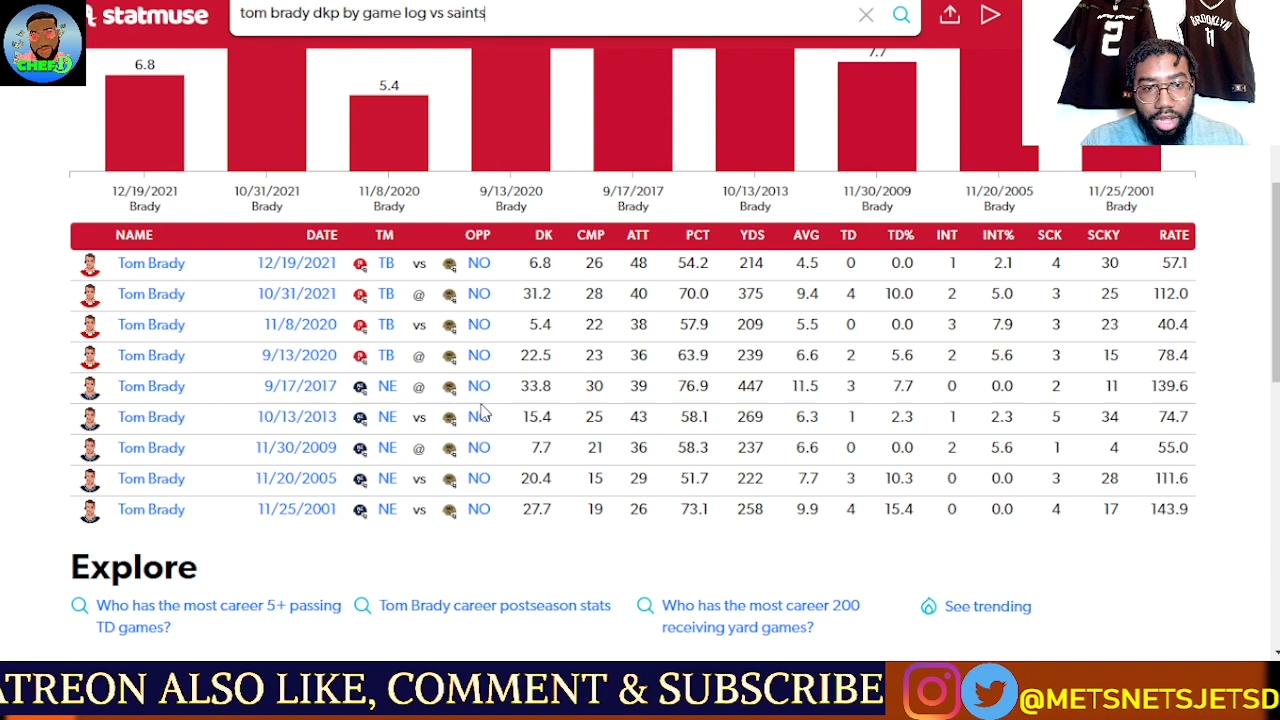 statmuse
tom brady dkp by game log vs saints
CHEF
2
BROOKLYN
11
6.8
5.4
7.7
12/19/2021 10/31/2021 11/8/2020 9/13/2020 9/17/2017 10/13/2013 11/30/2009 11/20/2005 11/25/2001
Brady Brady Brady Brady Brady Brady Brady Brady Brady
NAME DATE TM OPP DK CMP ATT PCT YDS AVG TD TD% INT INT% SCK SCKY RATE
Tom Brady 12/19/2021 TB vs NO 6.8 26 48 54.2 214 4.5 0 0.0 1 2.1 4 30 57.1
Tom Brady 10/31/2021 TB @ NO 31.2 28 40 70.0 375 9.4 4 10.0 2 5.0 3 25 112.0
Tom Brady 11/8/2020 TB vs NO 5.4 22 38 57.9 209 5.5 0 0.0 3 7.9 3 23 40.4
Tom Brady 9/13/2020 TB @ NO 22.5 23 36 63.9 239 6.6 2 5.6 2 5.6 3 15 78.4
Tom Brady 9/17/2017 NE @ NO 33.8 30 39 76.9 447 11.5 3 7.7 0 0.0 2 11 139.6
Tom Brady 10/13/2013 NE vs NO 15.4 25 43 58.1 269 6.3 1 2.3 1 2.3 5 34 74.7
Tom Brady 11/30/2009 NE @ NO 7.7 21 36 58.3 237 6.6 0 0.0 2 5.6 1 4 55.0
Tom Brady 11/20/2005 NE vs NO 20.4 15 29 51.7 222 7.7 3 10.3 0 0.0 3 28 111.6
Tom Brady 11/25/2001 NE vs NO 27.7 19 26 73.1 258 9.9 4 15.4 0 0.0 4 17 143.9
Explore
Who has the most career 5+ passing
TD games?
Tom Brady career postseason stats
Who has the most career 200
receiving yard games?
See trending
ATREON ALSO LIKE, COMMENT & SUBSCRIBE
@METSNETSJETSD